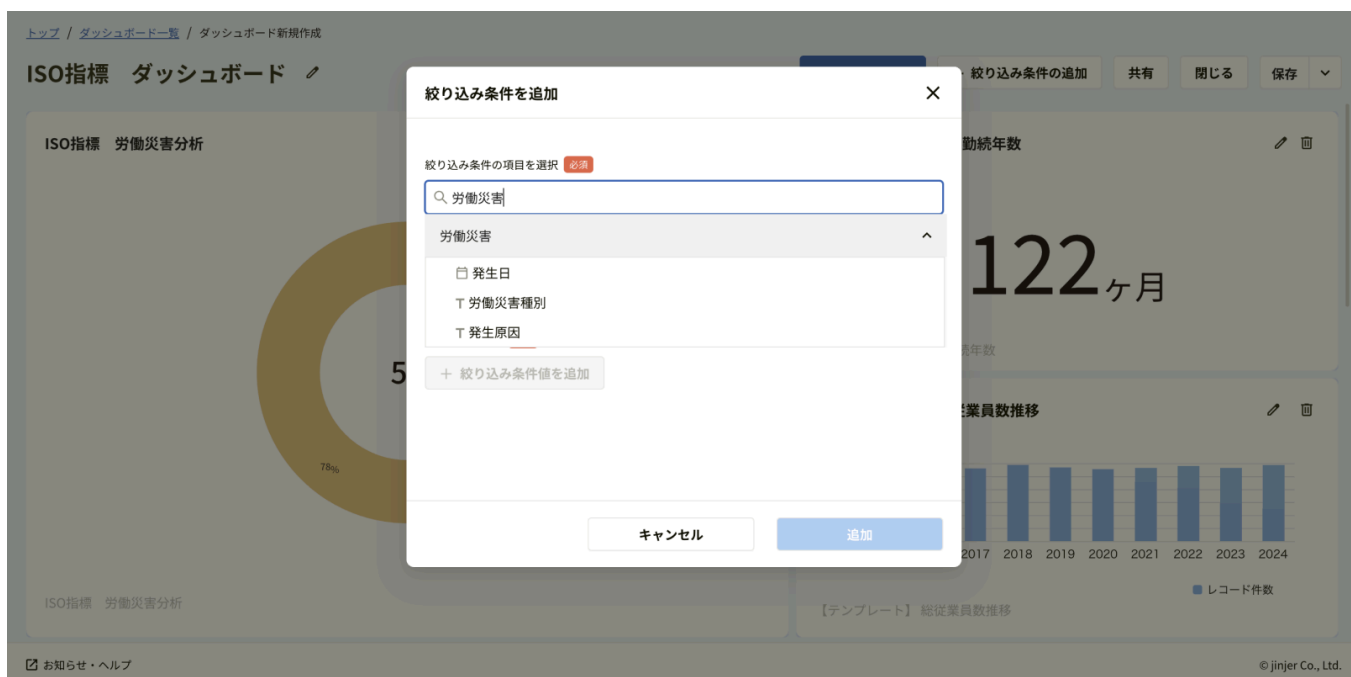 トップ / ダッシュボード一覧 / ダッシュボード新規作成
ISO指標 ダッシュボード
絞り込み条件の追加
共有
閉じる
保存
絞り込み条件を追加
ISO指標 労働災害分析
勤続年数
絞り込み条件の項目を選択 必須
労働災害
労働災害
発生日
労働災害種別
発生原因
+ 絞り込み条件値を追加
5
78%
122ヶ月
続年数
従業員数推移
キャンセル
追加
2017 2018 2019 2020 2021 2022 2023 2024
レコード件数
ISO指標 労働災害分析
【テンプレート】 総従業員数推移
お知らせ・ヘルプ
© jinjer Co., Ltd.